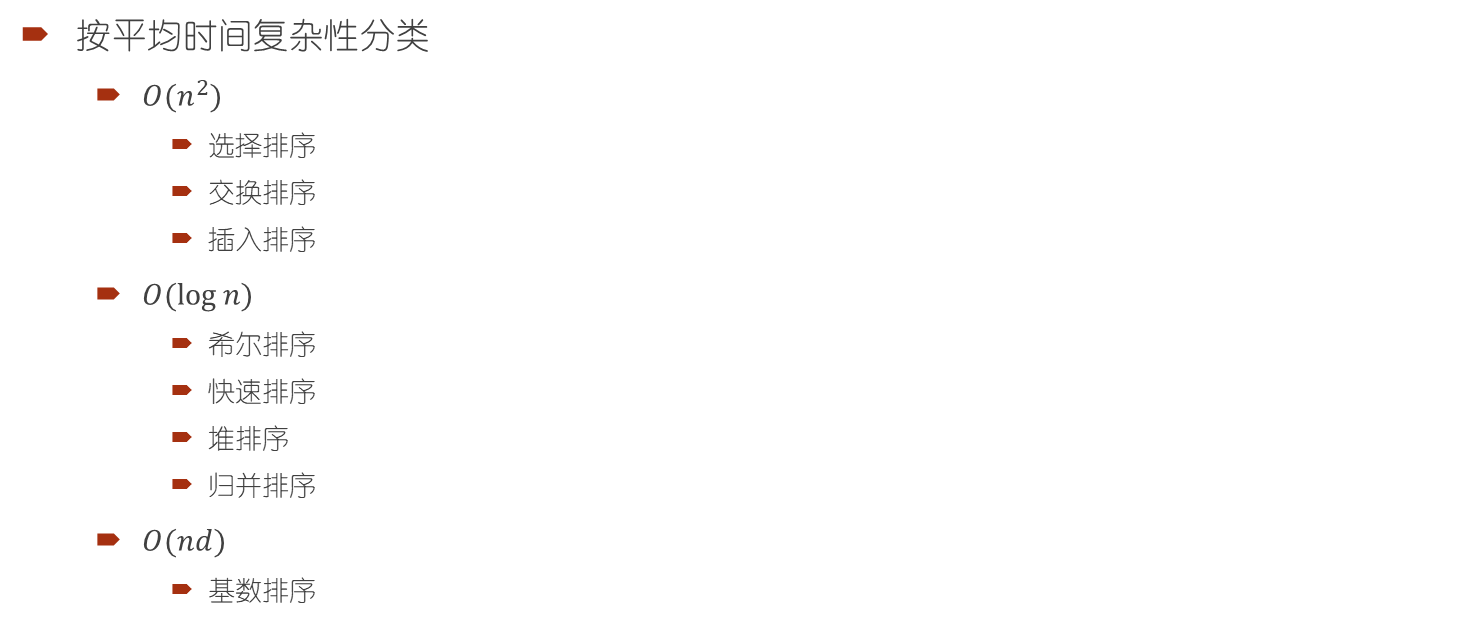 按平均时间复杂性分类
O(n²)
选择排序
交换排序
插入排序
O(log n)
希尔排序
快速排序
堆排序
归并排序
O(nd)
基数排序